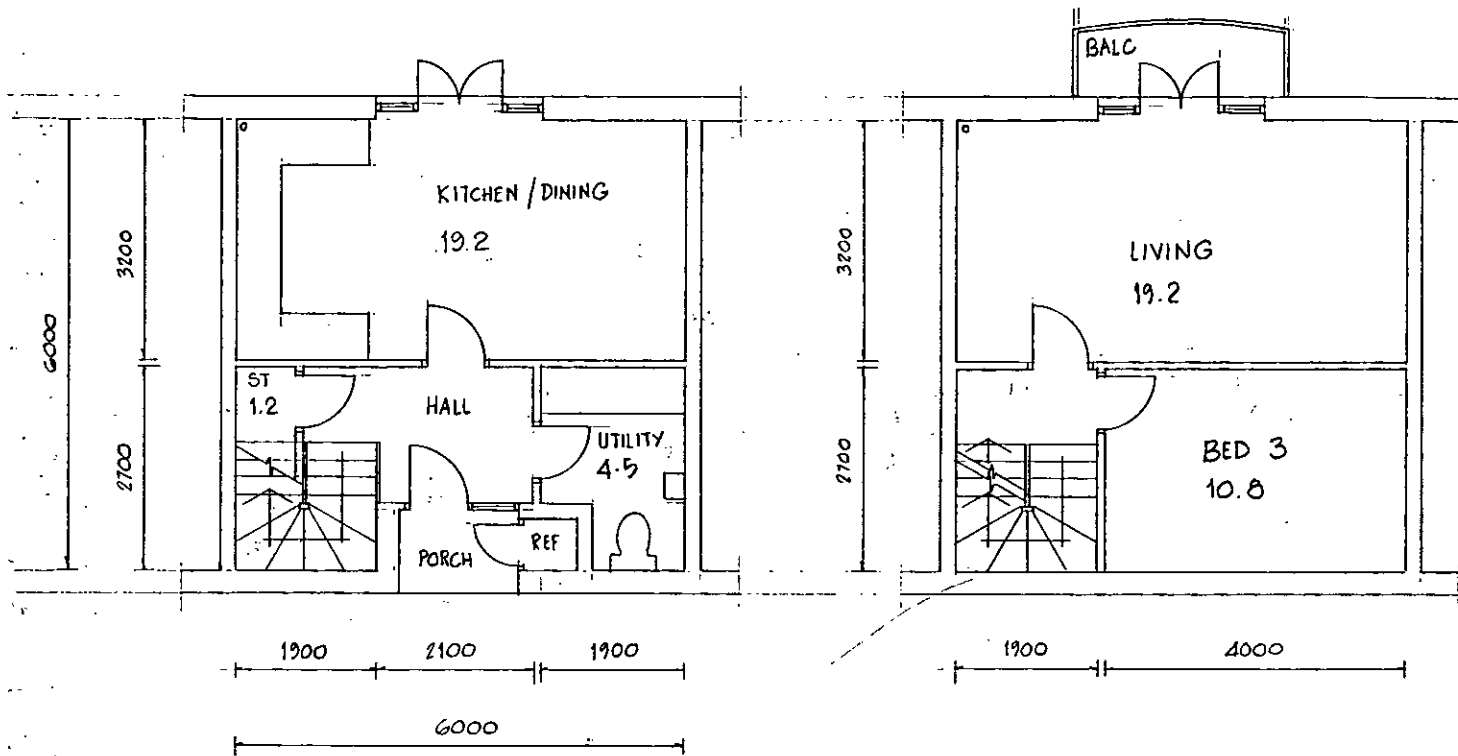 BALC
KITCHEN / DINING
19.2
3200
6000
ST
1.2
HALL
UTILITY
4.5
2700
PORCH
REF
1900
2100
1900
6000
LIVING
19.2
3200
BED 3
10.8
2700
1900
4000